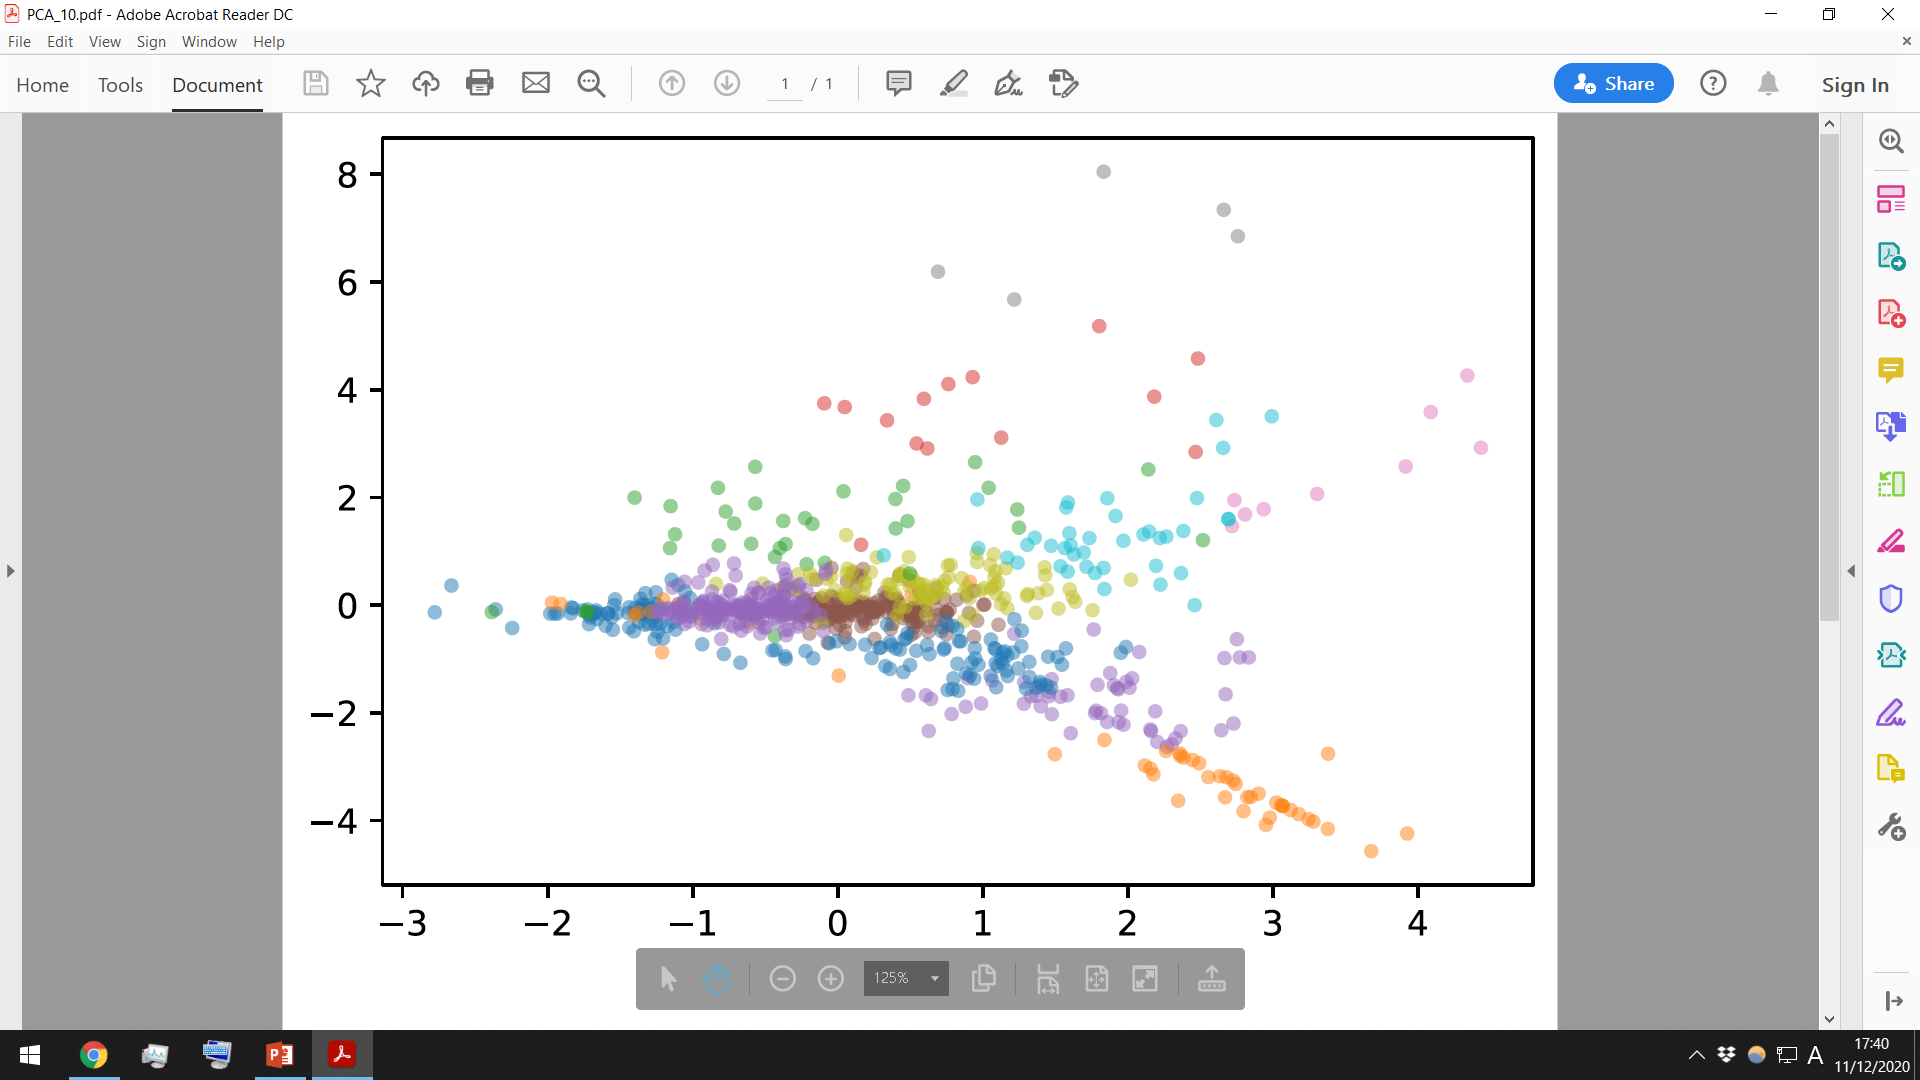 PCA_10.pdf - Adobe Acrobat Reader DC
File Edit View Sign Window Help
Home Tools Document 1 / 1 Share Sign In
8
6
4
2
0
−2
−4
−3 −2 −1 0 1 2 3 4
125%
A
17:40
11/12/2020